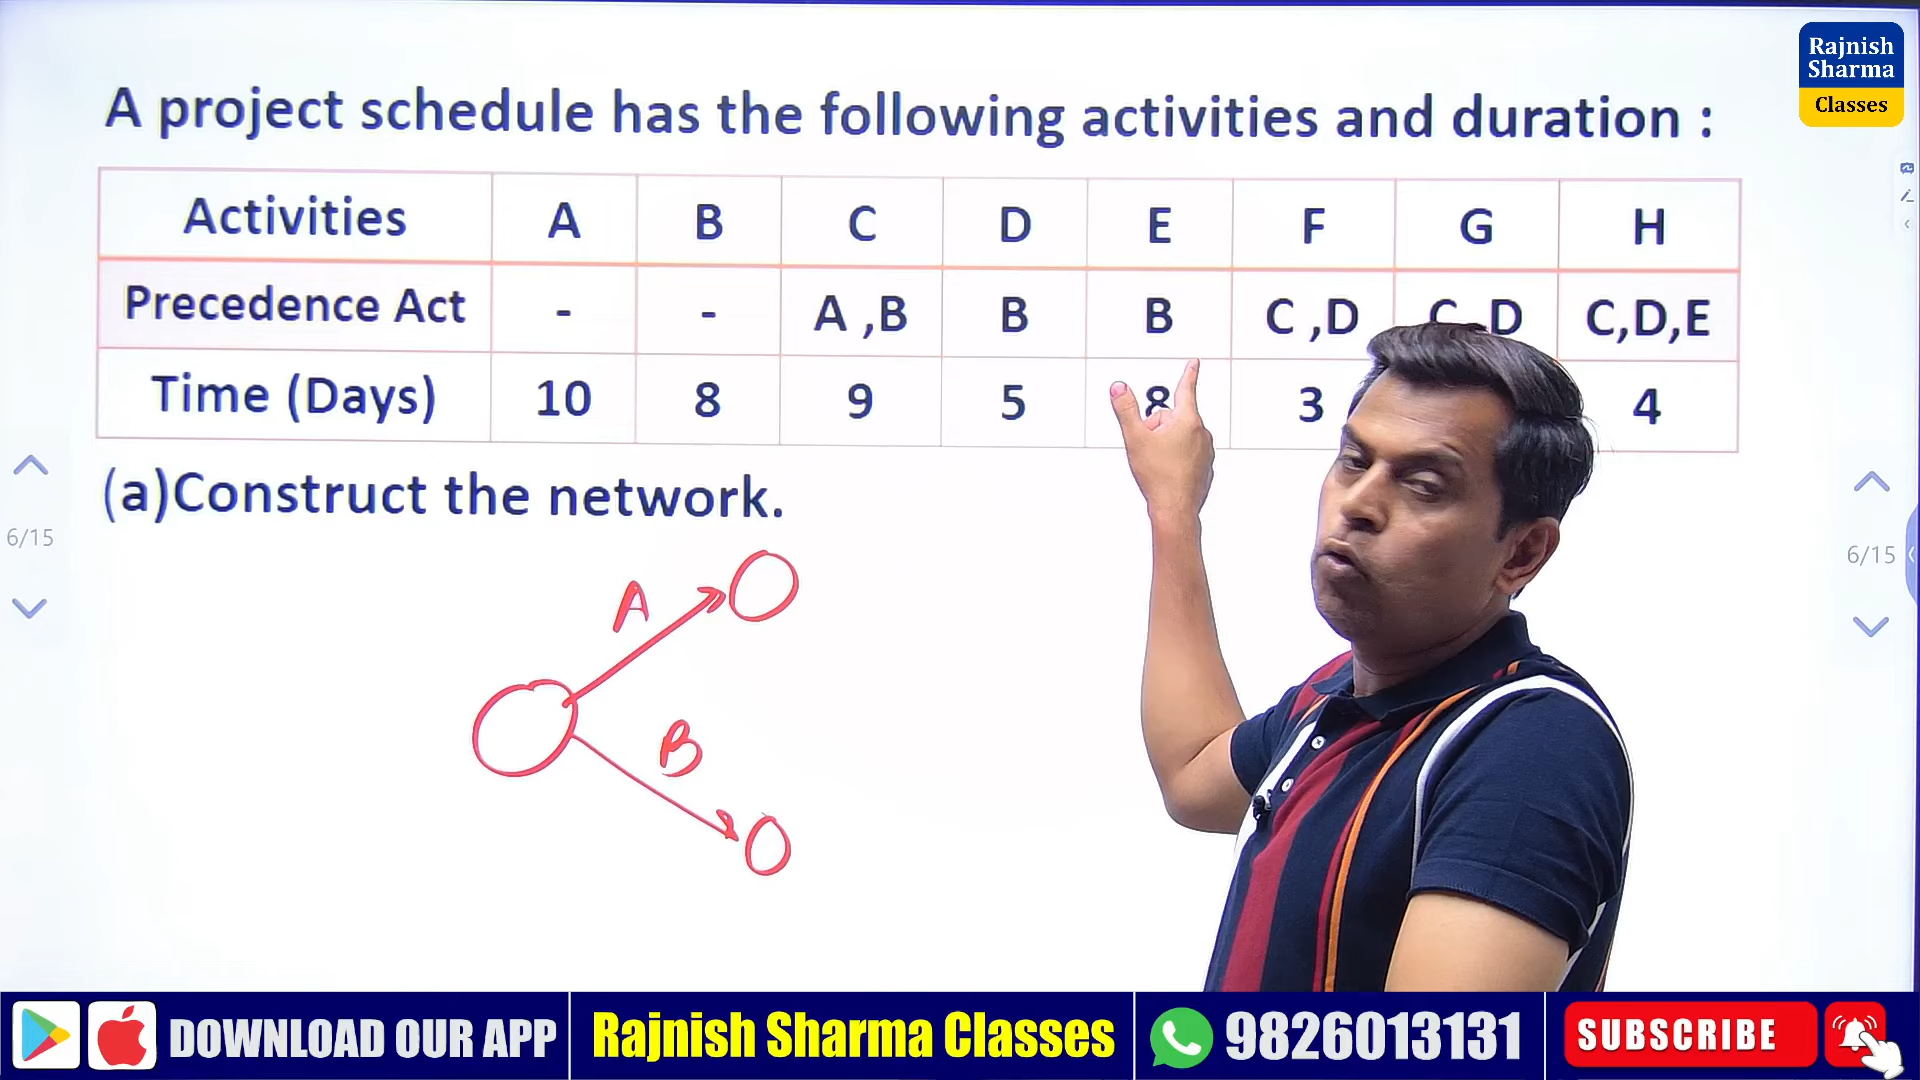 Rajnish
Sharma
Classes
A project schedule has the following activities and duration :
Activities A B C D E F G H
Precedence Act - - A ,B B B C ,D C ,D C,D,E
Time (Days) 10 8 9 5 8 3 4
(a)Construct the network.
6/15
6/15
A
B
DOWNLOAD OUR APP Rajnish Sharma Classes 9826013131 SUBSCRIBE